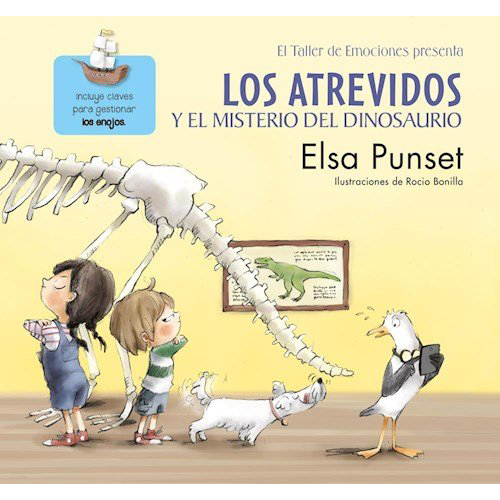 El Taller de Emociones presenta
LOS ATREVIDOS
Y EL MISTERIO DEL DINOSAURIO
Elsa Punset
Ilustraciones de Rocio Bonilla
Incluye claves
para gestionar
los enojos.